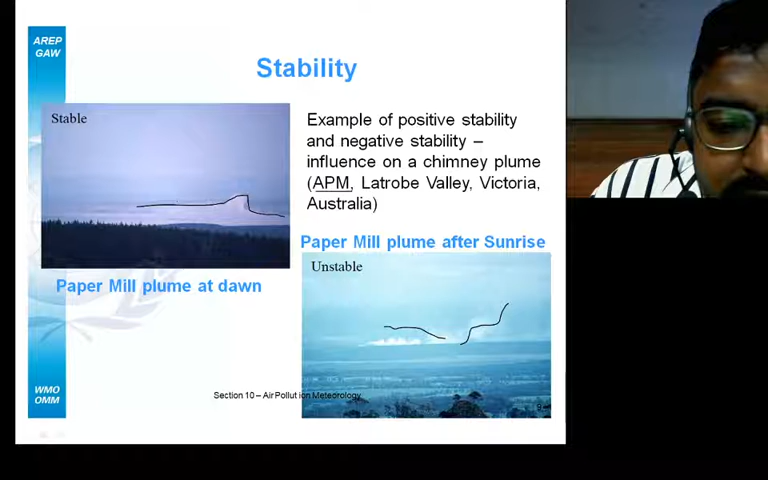 AREP
GAW
Stability
Stable
Example of positive stability
and negative stability –
influence on a chimney plume
(APM, Latrobe Valley, Victoria,
Australia)
Paper Mill plume after Sunrise
Unstable
Paper Mill plume at dawn
WMO
OMM
Section 10 – Air Pollution Meteorology